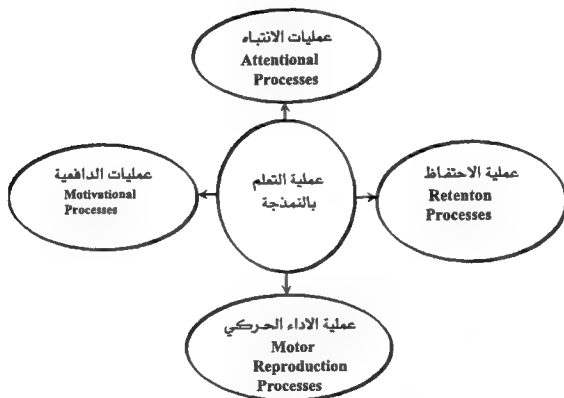 عمليات الانتباه
Attentional
Processes
عمليات الدافعية
Motivational
Processes
عملية التعلم
بالنمذجة
عملية الاحتفاظ
Retenton
Processes
عملية الاداء الحركي
Motor
Reproduction
Processes